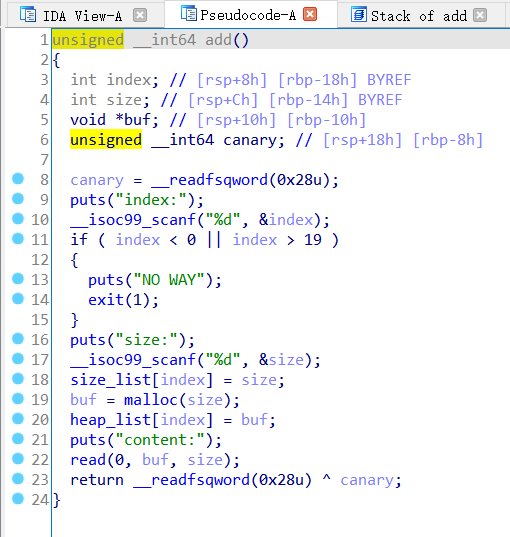 IDA View-A Pseudocode-A Stack of add
1 unsigned __int64 add()
2 {
3 int index; // [rsp+8h] [rbp-18h] BYREF
4 int size; // [rsp+Ch] [rbp-14h] BYREF
5 void *buf; // [rsp+10h] [rbp-10h]
6 unsigned __int64 canary; // [rsp+18h] [rbp-8h]
7
8 canary = __readfsqword(0x28u);
9 puts("index:");
10 __isoc99_scanf("%d", &index);
11 if ( index < 0 || index > 19 )
12 {
13 puts("NO WAY");
14 exit(1);
15 }
16 puts("size:");
17 __isoc99_scanf("%d", &size);
18 size_list[index] = size;
19 buf = malloc(size);
20 heap_list[index] = buf;
21 puts("content:");
22 read(0, buf, size);
23 return __readfsqword(0x28u) ^ canary;
24 }